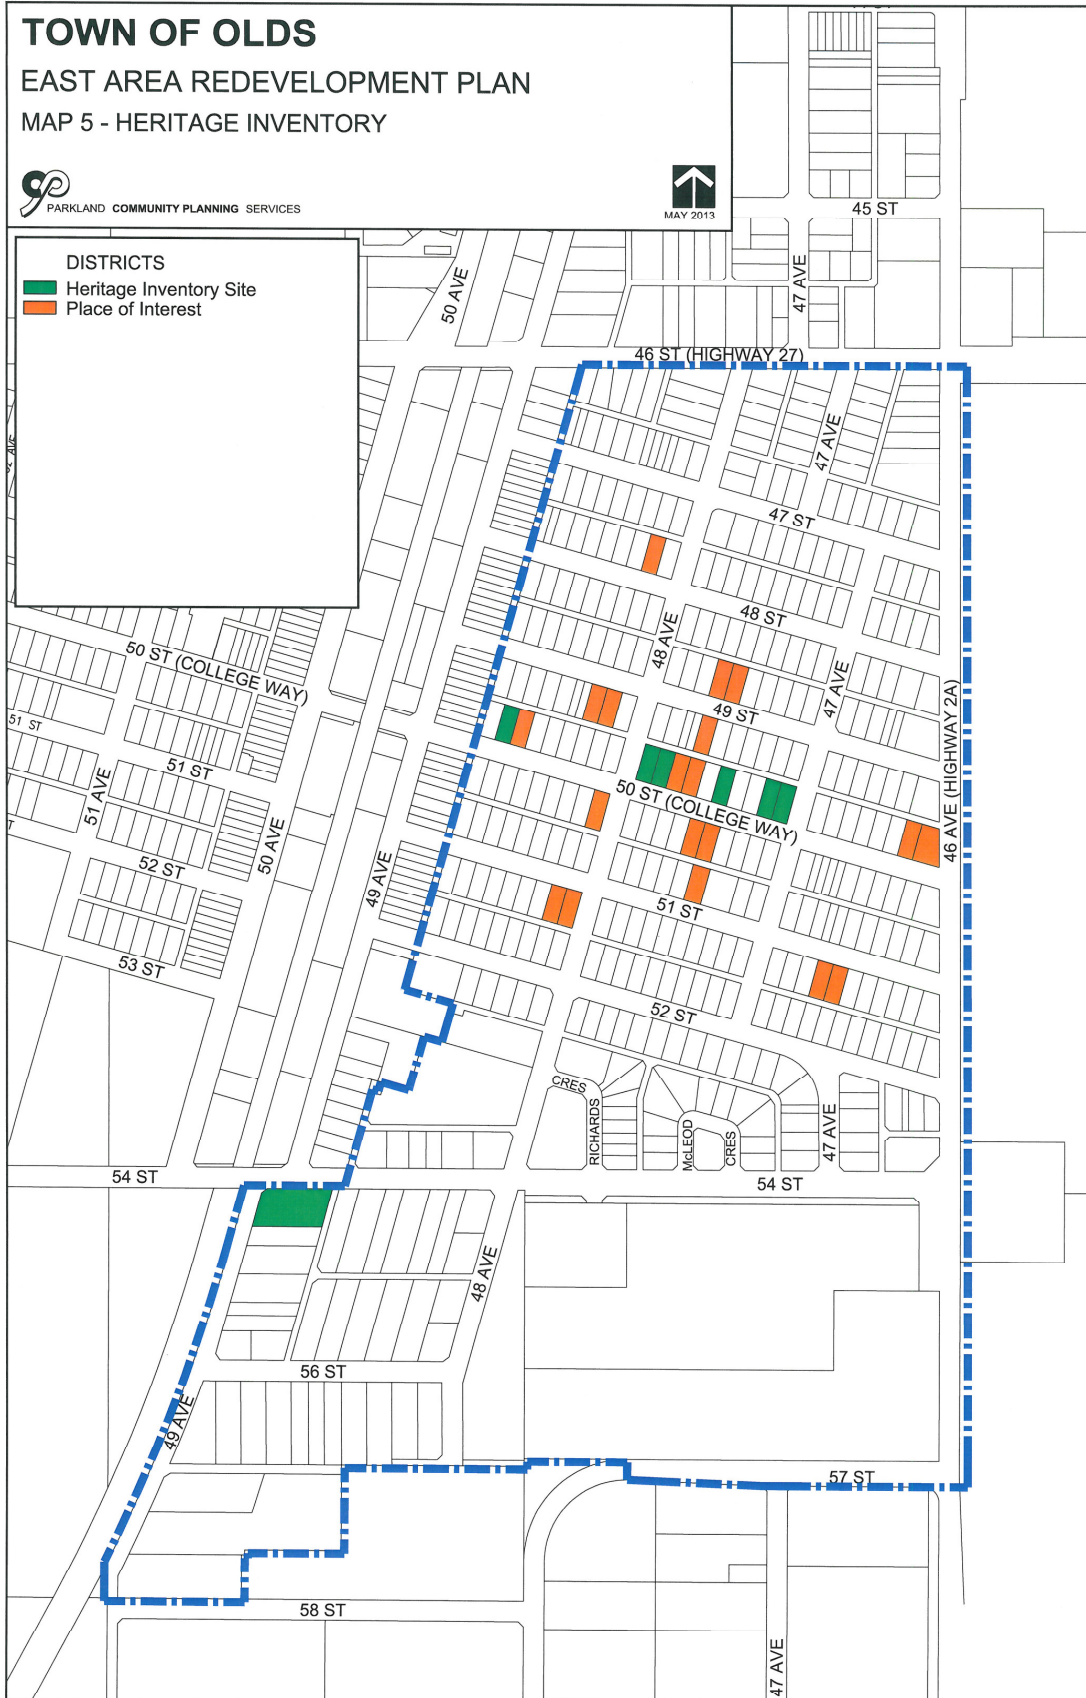 TOWN OF OLDS
EAST AREA REDEVELOPMENT PLAN
MAP 5 - HERITAGE INVENTORY
PARKLAND COMMUNITY PLANNING SERVICES
MAY 2013
DISTRICTS
Heritage Inventory Site
Place of Interest
45 ST
47 AVE
50 AVE
46 ST (HIGHWAY 27)
47 AVE
47 ST
48 ST
48 AVE
50 ST (COLLEGE WAY)
47 AVE
49 ST
51 ST
51 ST
46 AVE (HIGHWAY 2A)
51 AVE
50 ST (COLLEGE WAY)
50 AVE
52 ST
49 AVE
51 ST
53 ST
52 ST
CRES
RICHARDS
McLEOD
CRES
47 AVE
54 ST
54 ST
48 AVE
56 ST
49 AVE
57 ST
58 ST
47 AVE